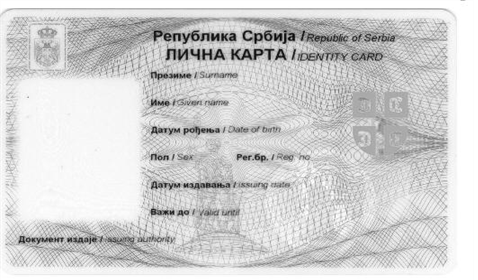 Република Србија / Republic of Serbia
ЛИЧНА КАРТА / IDENTITY CARD
Презиме / Surname
Име / Given name
Датум рођења / Date of birth
Пол / Sex Рег.бр. / Reg. no
Датум издавања / Issuing date
Важи до / Valid until
Документ издаје / Issuing authority